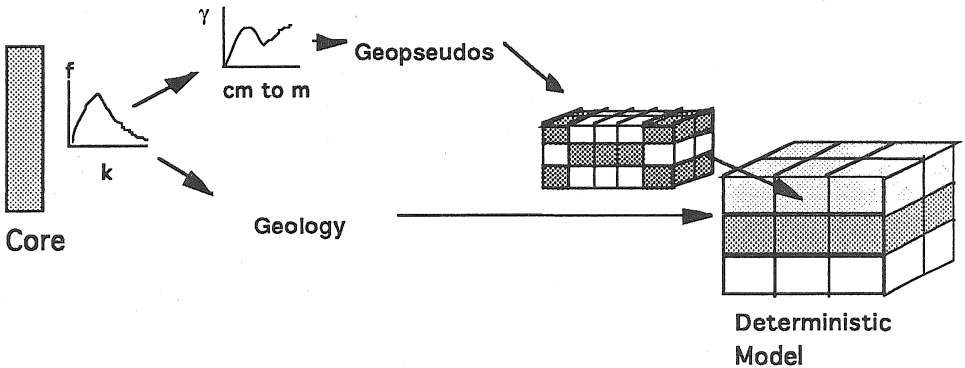 γ
f
Geopseudos
cm to m
k
Geology
Core
Deterministic
Model